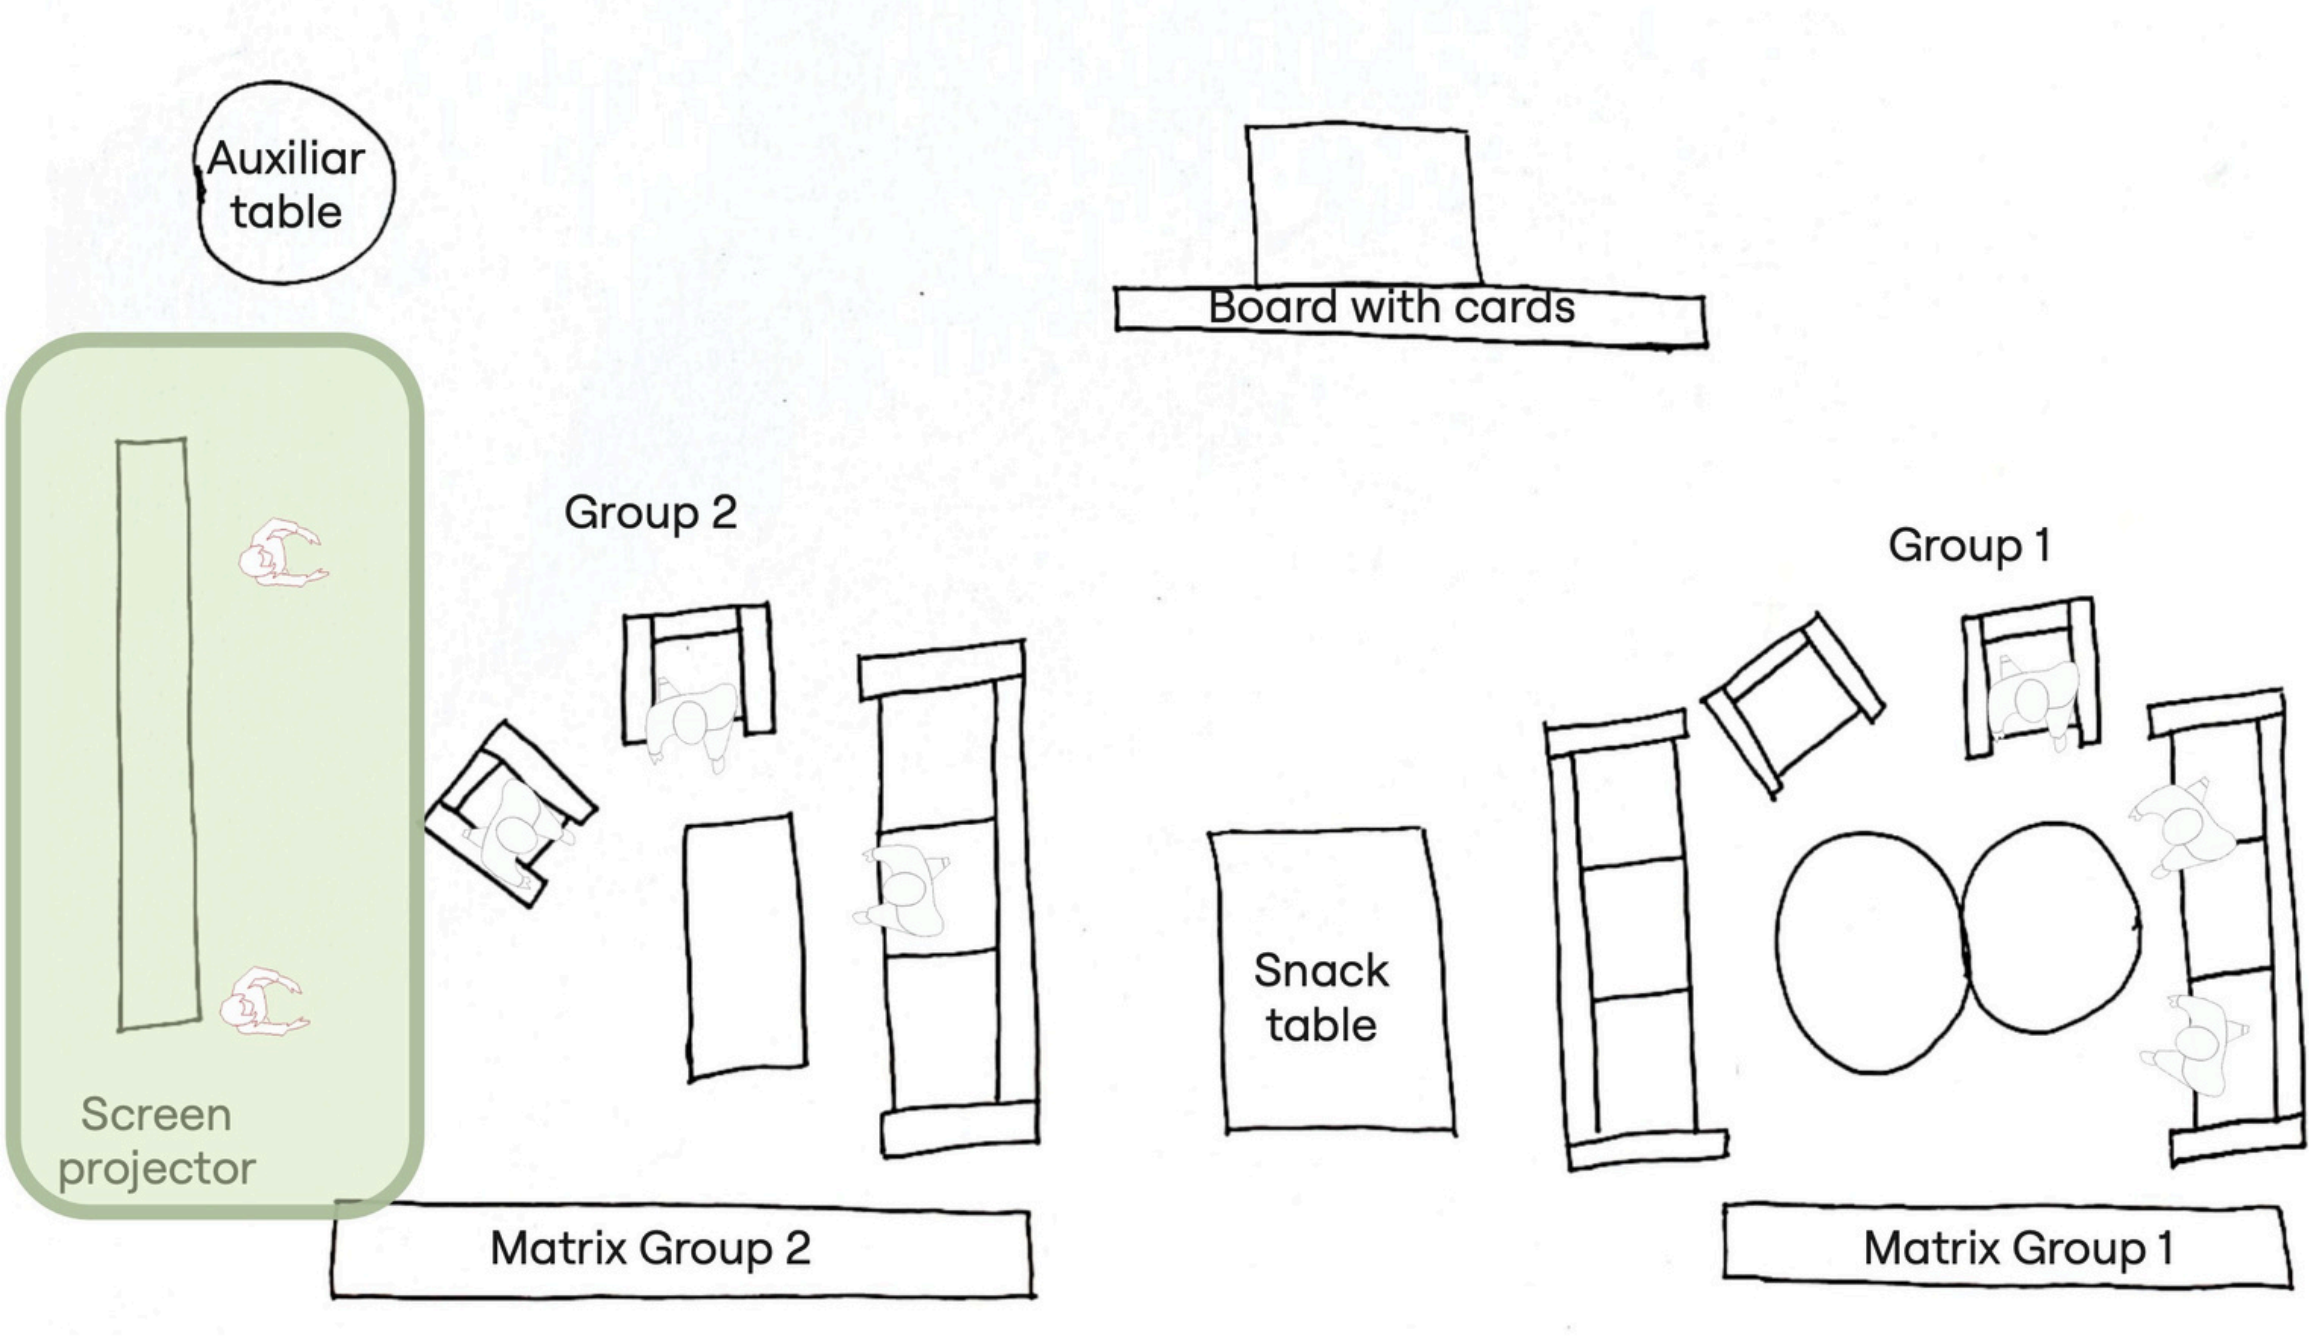 Auxiliar
table
Board with cards
Group 2
Group 1
Snack
table
Screen
projector
Matrix Group 2
Matrix Group 1